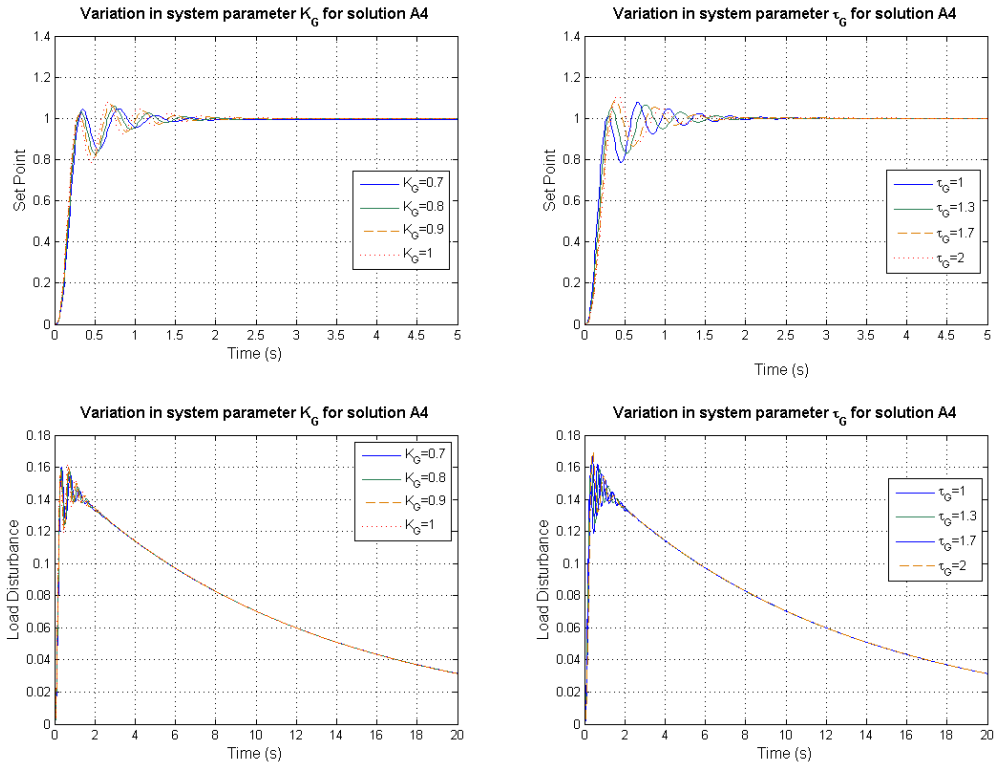 Variation in system parameter K_G for solution A4
1.4
1.2
1
0.8
0.6
0.4
0.2
0
Set Point
K_G=0.7
K_G=0.8
K_G=0.9
K_G=1
0 0.5 1 1.5 2 2.5 3 3.5 4 4.5 5
Time (s)
Variation in system parameter τ_G for solution A4
1.4
1.2
1
0.8
0.6
0.4
0.2
0
Set Point
τ_G=1
τ_G=1.3
τ_G=1.7
τ_G=2
0 0.5 1 1.5 2 2.5 3 3.5 4 4.5 5
Time (s)
Variation in system parameter K_G for solution A4
0.18
0.16
0.14
0.12
0.1
0.08
0.06
0.04
0.02
0
Load Disturbance
K_G=0.7
K_G=0.8
K_G=0.9
K_G=1
0 2 4 6 8 10 12 14 16 18 20
Time (s)
Variation in system parameter τ_G for solution A4
0.18
0.16
0.14
0.12
0.1
0.08
0.06
0.04
0.02
0
Load Disturbance
τ_G=1
τ_G=1.3
τ_G=1.7
τ_G=2
0 2 4 6 8 10 12 14 16 18 20
Time (s)